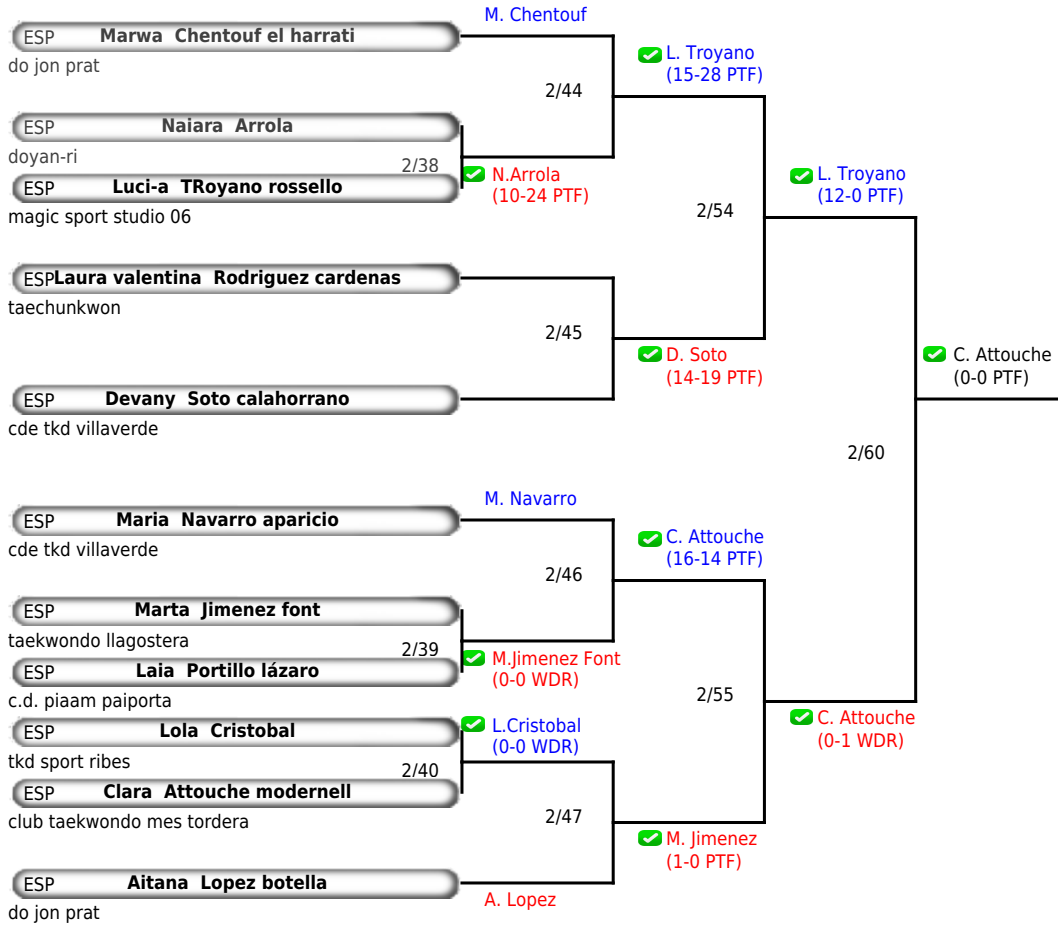 M. Chentouf
ESP Marwa Chentouf el harrati
do jon prat
L. Troyano
(15-28 PTF)
2/44
ESP Naiara Arrola
doyan-ri
2/38
N.Arrola
(10-24 PTF)
ESP Luci-a TRoyano rossello
magic sport studio 06
L. Troyano
(12-0 PTF)
2/54
ESP Laura valentina Rodriguez cardenas
taechunkwon
2/45
D. Soto
(14-19 PTF)
C. Attouche
(0-0 PTF)
ESP Devany Soto calahorrano
cde tkd villaverde
2/60
M. Navarro
ESP Maria Navarro aparicio
cde tkd villaverde
C. Attouche
(16-14 PTF)
2/46
ESP Marta Jimenez font
taekwondo llagostera
2/39
M.Jimenez Font
(0-0 WDR)
ESP Laia Portillo lázaro
c.d. piaam paiporta
2/55
C. Attouche
(0-1 WDR)
ESP Lola Cristobal
tkd sport ribes
L.Cristobal
(0-0 WDR)
2/40
ESP Clara Attouche modernell
club taekwondo mes tordera
2/47
M. Jimenez
(1-0 PTF)
ESP Aitana Lopez botella
do jon prat
A. Lopez